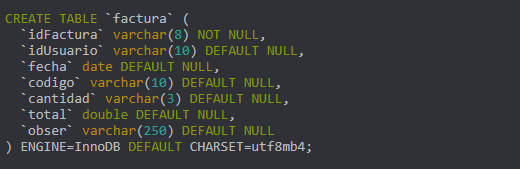 CREATE TABLE `factura` (
  `idFactura` varchar(8) NOT NULL,
  `idUsuario` varchar(10) DEFAULT NULL,
  `fecha` date DEFAULT NULL,
  `codigo` varchar(10) DEFAULT NULL,
  `cantidad` varchar(3) DEFAULT NULL,
  `total` double DEFAULT NULL,
  `obser` varchar(250) DEFAULT NULL
) ENGINE=InnoDB DEFAULT CHARSET=utf8mb4;